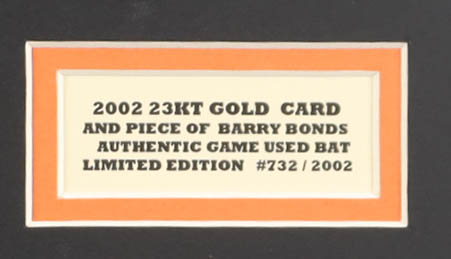 2002 23KT GOLD CARD
AND PIECE OF BARRY BONDS
AUTHENTIC GAME USED BAT
LIMITED EDITION #732 / 2002